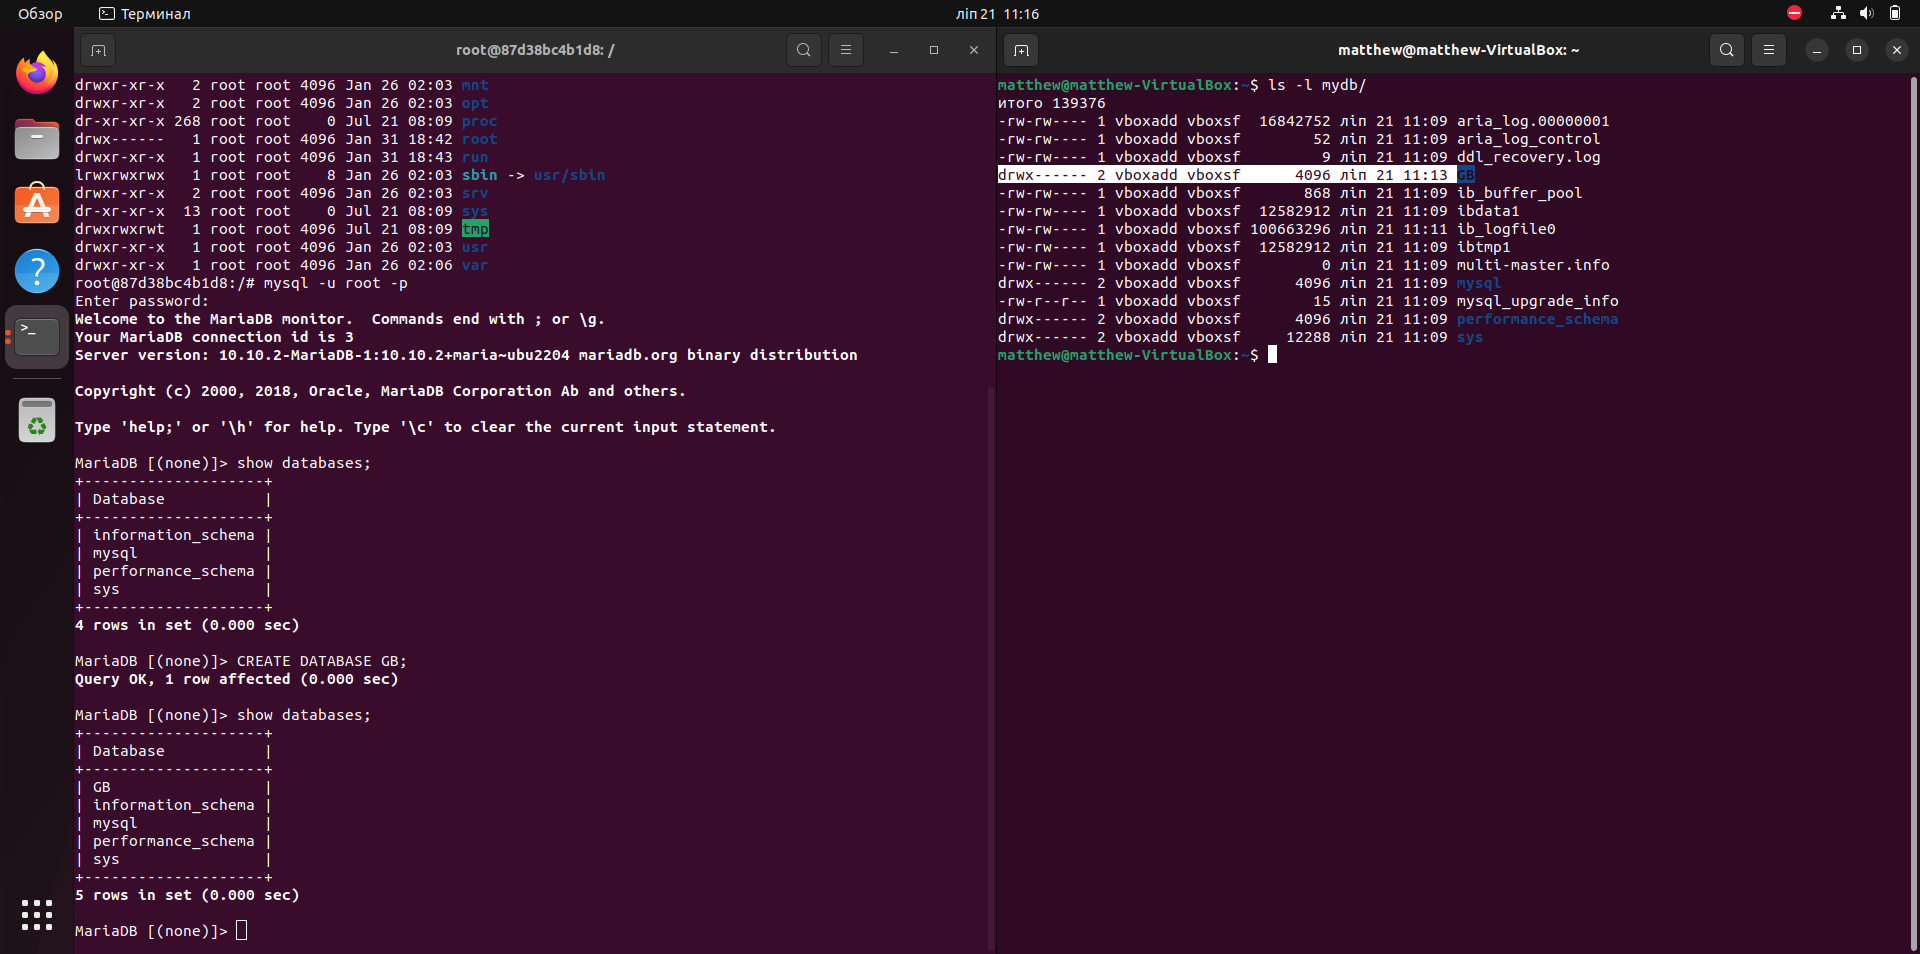 Обзор
Терминал
ліп 21 11:16
root@87d38bc4b1d8: /
drwxr-xr-x   2 root root 4096 Jan 26 02:03 mnt
drwxr-xr-x   2 root root 4096 Jan 26 02:03 opt
dr-xr-xr-x 268 root root    0 Jul 21 08:09 proc
drwx------   1 root root 4096 Jan 31 18:42 root
drwxr-xr-x   1 root root 4096 Jan 31 18:43 run
lrwxrwxrwx   1 root root    8 Jan 26 02:03 sbin -> usr/sbin
drwxr-xr-x   2 root root 4096 Jan 26 02:03 srv
dr-xr-xr-x  13 root root    0 Jul 21 08:09 sys
drwxrwxrwt   1 root root 4096 Jul 21 08:09 tmp
drwxr-xr-x   1 root root 4096 Jan 26 02:03 usr
drwxr-xr-x   1 root root 4096 Jan 26 02:06 var
root@87d38bc4b1d8:/# mysql -u root -p
Enter password:
Welcome to the MariaDB monitor.  Commands end with ; or \g.
Your MariaDB connection id is 3
Server version: 10.10.2-MariaDB-1:10.10.2+maria~ubu2204 mariadb.org binary distribution
Copyright (c) 2000, 2018, Oracle, MariaDB Corporation Ab and others.
Type 'help;' or '\h' for help. Type '\c' to clear the current input statement.
MariaDB [(none)]> show databases;
+--------------------+
| Database           |
+--------------------+
| information_schema |
| mysql              |
| performance_schema |
| sys                |
+--------------------+
4 rows in set (0.000 sec)
MariaDB [(none)]> CREATE DATABASE GB;
Query OK, 1 row affected (0.000 sec)
MariaDB [(none)]> show databases;
+--------------------+
| Database           |
+--------------------+
| GB                 |
| information_schema |
| mysql              |
| performance_schema |
| sys                |
+--------------------+
5 rows in set (0.000 sec)
MariaDB [(none)]>
matthew@matthew-VirtualBox: ~
matthew@matthew-VirtualBox:~$ ls -l mydb/
итого 139376
-rw-rw---- 1 vboxadd vboxsf  16842752 ліп 21 11:09 aria_log.00000001
-rw-rw---- 1 vboxadd vboxsf        52 ліп 21 11:09 aria_log_control
-rw-rw---- 1 vboxadd vboxsf         9 ліп 21 11:09 ddl_recovery.log
drwx------ 2 vboxadd vboxsf      4096 ліп 21 11:13 GB
-rw-rw---- 1 vboxadd vboxsf       868 ліп 21 11:09 ib_buffer_pool
-rw-rw---- 1 vboxadd vboxsf  12582912 ліп 21 11:09 ibdata1
-rw-rw---- 1 vboxadd vboxsf 100663296 ліп 21 11:11 ib_logfile0
-rw-rw---- 1 vboxadd vboxsf  12582912 ліп 21 11:09 ibtmp1
-rw-rw---- 1 vboxadd vboxsf         0 ліп 21 11:09 multi-master.info
drwx------ 2 vboxadd vboxsf      4096 ліп 21 11:09 mysql
-rw-r--r-- 1 vboxadd vboxsf        15 ліп 21 11:09 mysql_upgrade_info
drwx------ 2 vboxadd vboxsf      4096 ліп 21 11:09 performance_schema
drwx------ 2 vboxadd vboxsf     12288 ліп 21 11:09 sys
matthew@matthew-VirtualBox:~$